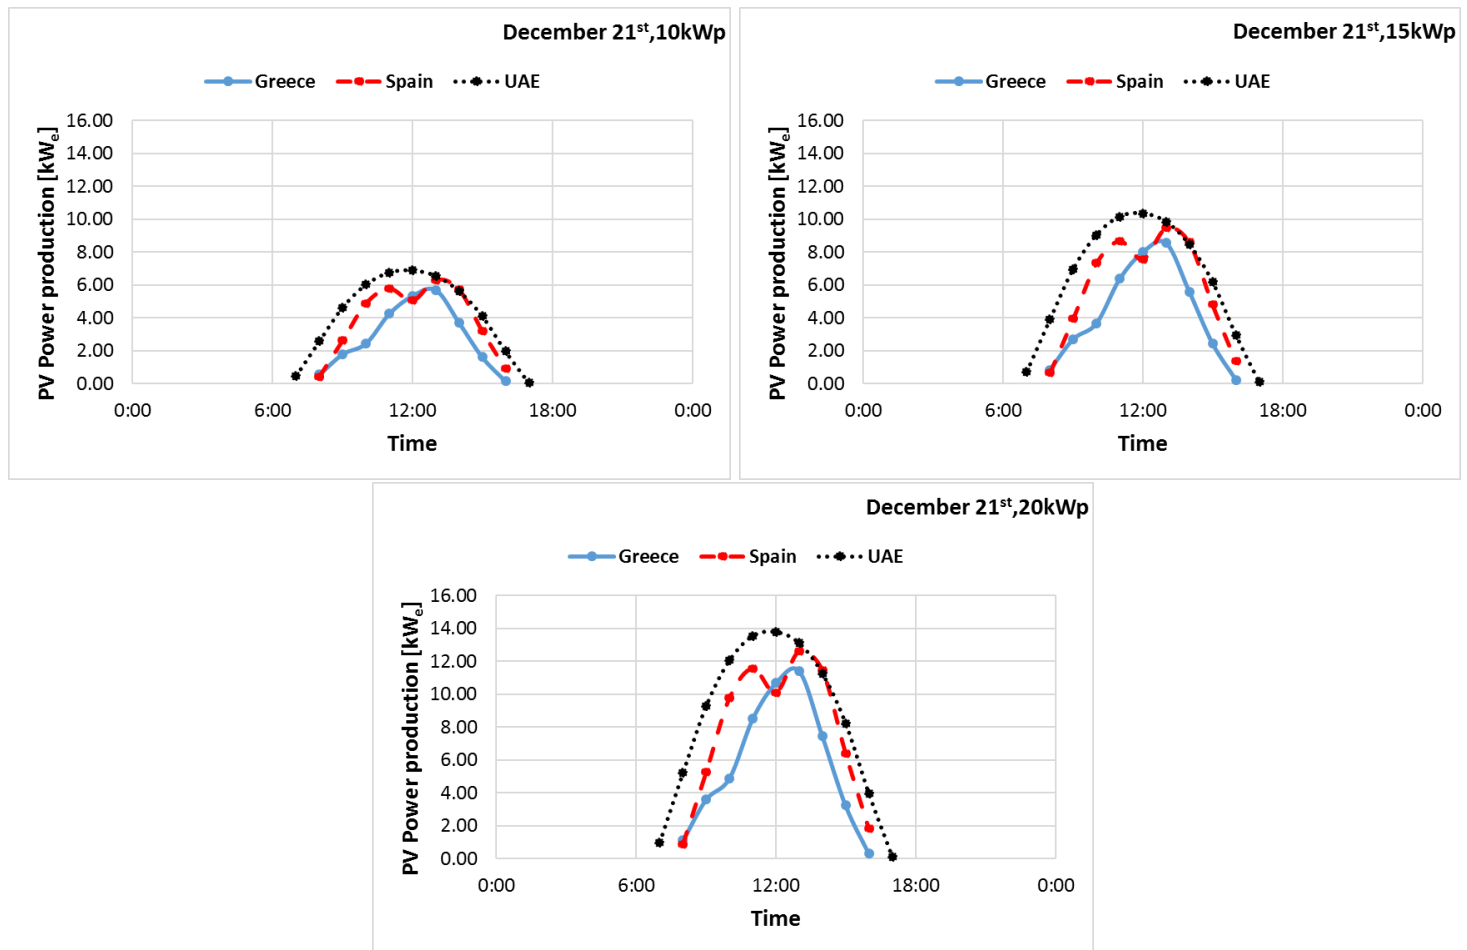 December 21st,10kWp
Greece Spain UAE
PV Power production [kWe]
16.00
14.00
12.00
10.00
8.00
6.00
4.00
2.00
0.00
0:00 6:00 12:00 18:00 0:00
Time
December 21st,15kWp
Greece Spain UAE
PV Power production [kWe]
16.00
14.00
12.00
10.00
8.00
6.00
4.00
2.00
0.00
0:00 6:00 12:00 18:00 0:00
Time
December 21st,20kWp
Greece Spain UAE
PV Power production [kWe]
16.00
14.00
12.00
10.00
8.00
6.00
4.00
2.00
0.00
0:00 6:00 12:00 18:00 0:00
Time